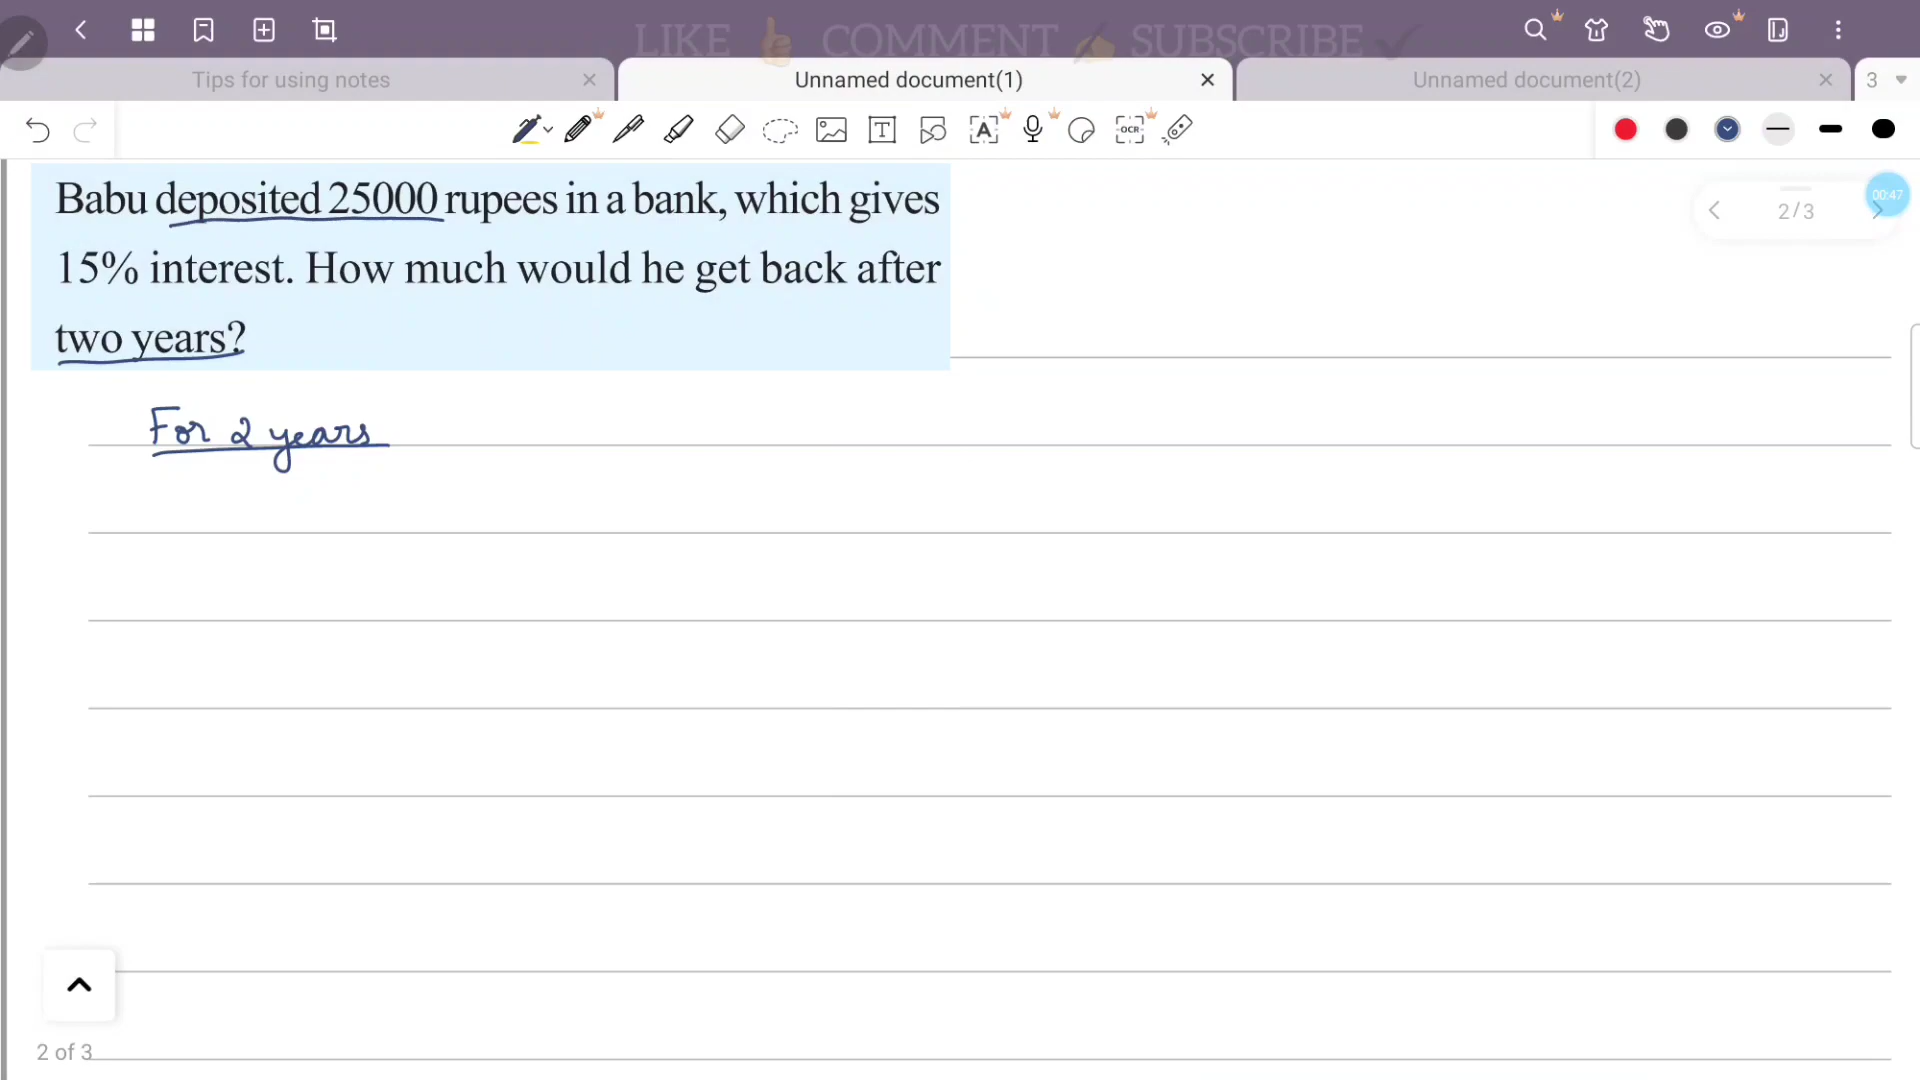 LIKE 👍 COMMENT ✍ SUBSCRIBE ✓
Tips for using notes
Unnamed document(1)
Unnamed document(2)
3
T
A
OCR
Babu deposited 25000 rupees in a bank, which gives
15% interest. How much would he get back after
two years?
2/3
00:47
For 2 years
2 of 3